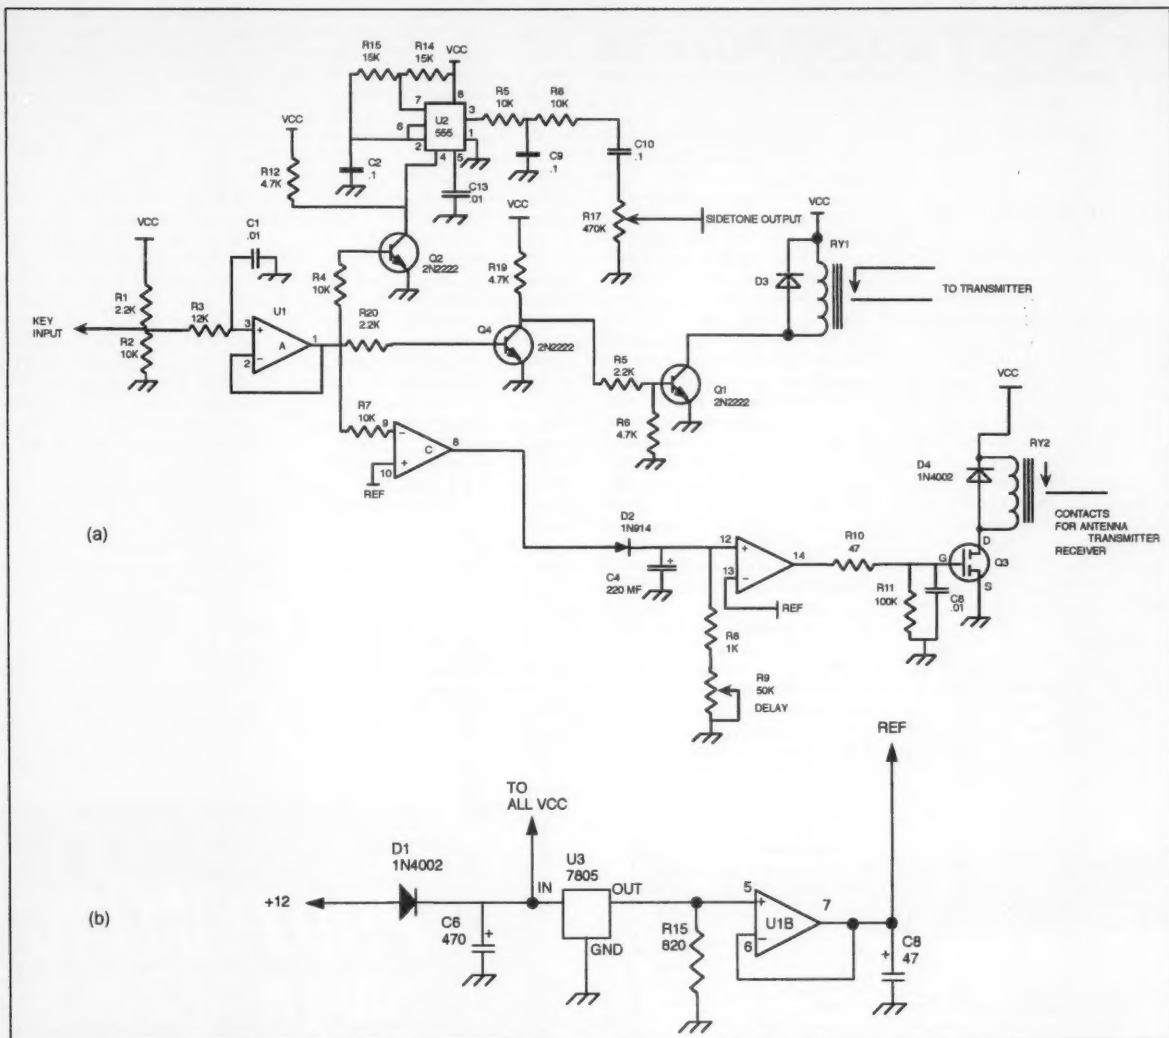 R15
15K
R14
15K
VCC
8
7
6
2
U2
555
3
1
4
5
R5
10K
R8
10K
C9
.1
C10
.1
R17
470K
SIDETONE OUTPUT
VCC
R12
4.7K
C2
.1
C13
.01
VCC
C1
.01
R4
10K
Q2
2N2222
VCC
R19
4.7K
VCC
RY1
D3
TO TRANSMITTER
KEY
INPUT
R1
2.2K
R2
10K
R3
12K
U1
3
+
A
1
2
−
R20
2.2K
Q4
2N2222
R5
2.2K
Q1
2N2222
R6
4.7K
R7
10K
9
−
C
8
10
+
REF
VCC
RY2
D4
1N4002
CONTACTS
FOR ANTENNA
TRANSMITTER
RECEIVER
(a)
D2
1N914
C4
+
220 MF
12
+
13
−
14
REF
R10
47
R11
100K
C8
.01
G
D
Q3
S
R8
1K
R9
50K
DELAY
REF
TO
ALL VCC
D1
1N4002
U3
7805
IN
OUT
GND
5
+
U1B
7
6
−
(b)
+12
C6
470
+
R15
820
C8
+
47